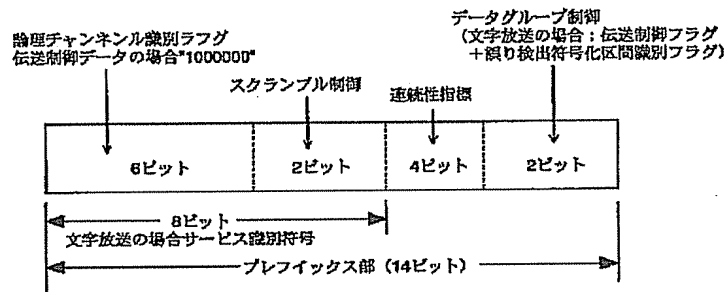 論理チャンネンル識別ラフグ
伝送制御データの場合"1000000"
データグループ制御
(文字放送の場合：伝送制御フラグ
＋誤り検出符号化区間識別フラグ)
スクランブル制御
連続性指標
6ビット
2ビット
4ビット
2ビット
8ビット
文字放送の場合サービス識別符号
プレフィックス部 (14ビット)